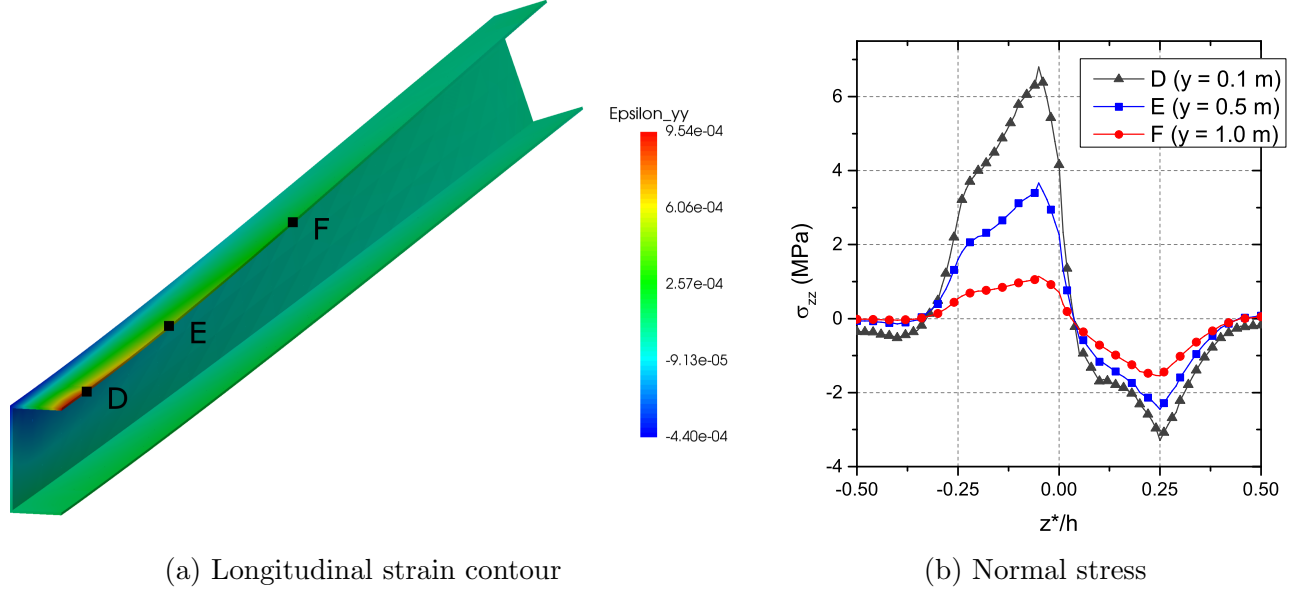 Epsilon_yy
9.54e-04
6.06e-04
2.57e-04
-9.13e-05
-4.40e-04
F
E
D
D (y = 0.1 m)
E (y = 0.5 m)
F (y = 1.0 m)
σzz (MPa)
6
4
2
0
-2
-4
-0.50 -0.25 0.00 0.25 0.50
z*/h
(a) Longitudinal strain contour
(b) Normal stress